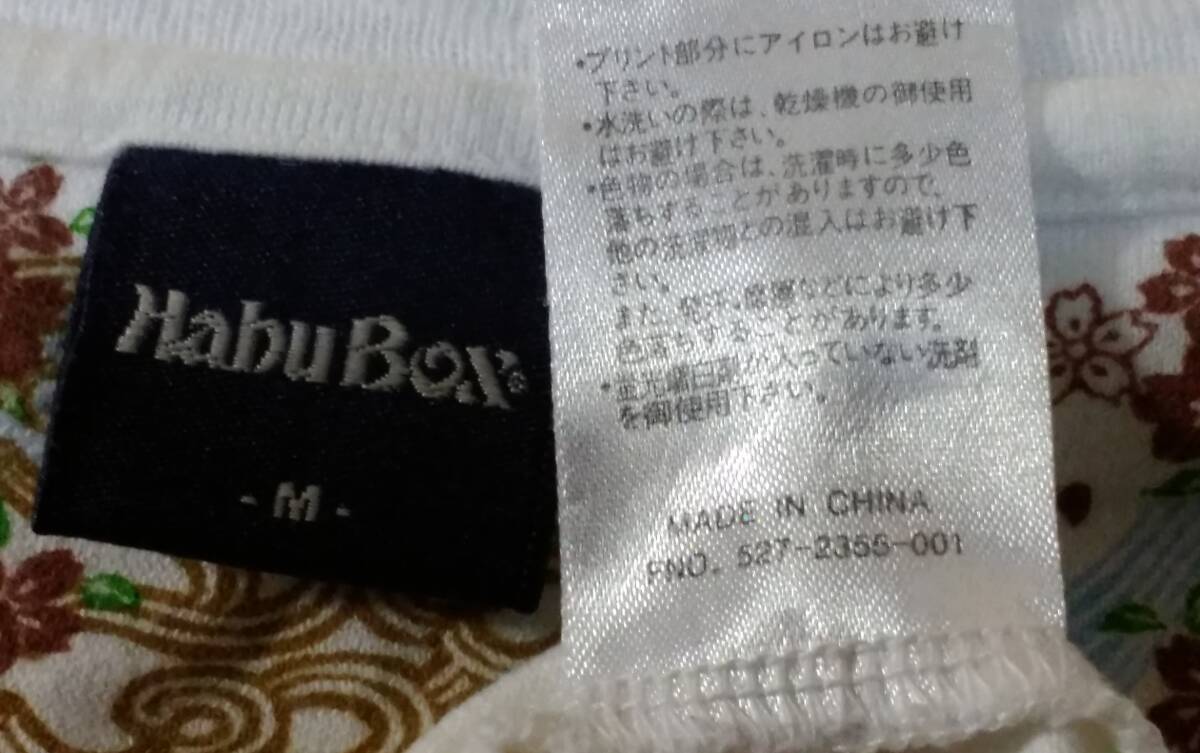 HabuBox®
- M -
•プリント部分にアイロンはお避け
下さい。
•水洗いの際は、乾燥機の御使用
はお避け下さい。
•色物の場合は、洗濯時に多少色
落ちすることがありますので、
他の洗濯物との混入はお避け下
さい。
また、発汗、摩擦などにより多少
色落ちすることがあります。
•蛍光増白剤が入っていない洗剤
を御使用下さい。
MADE IN CHINA
PNO. 527-2355-001